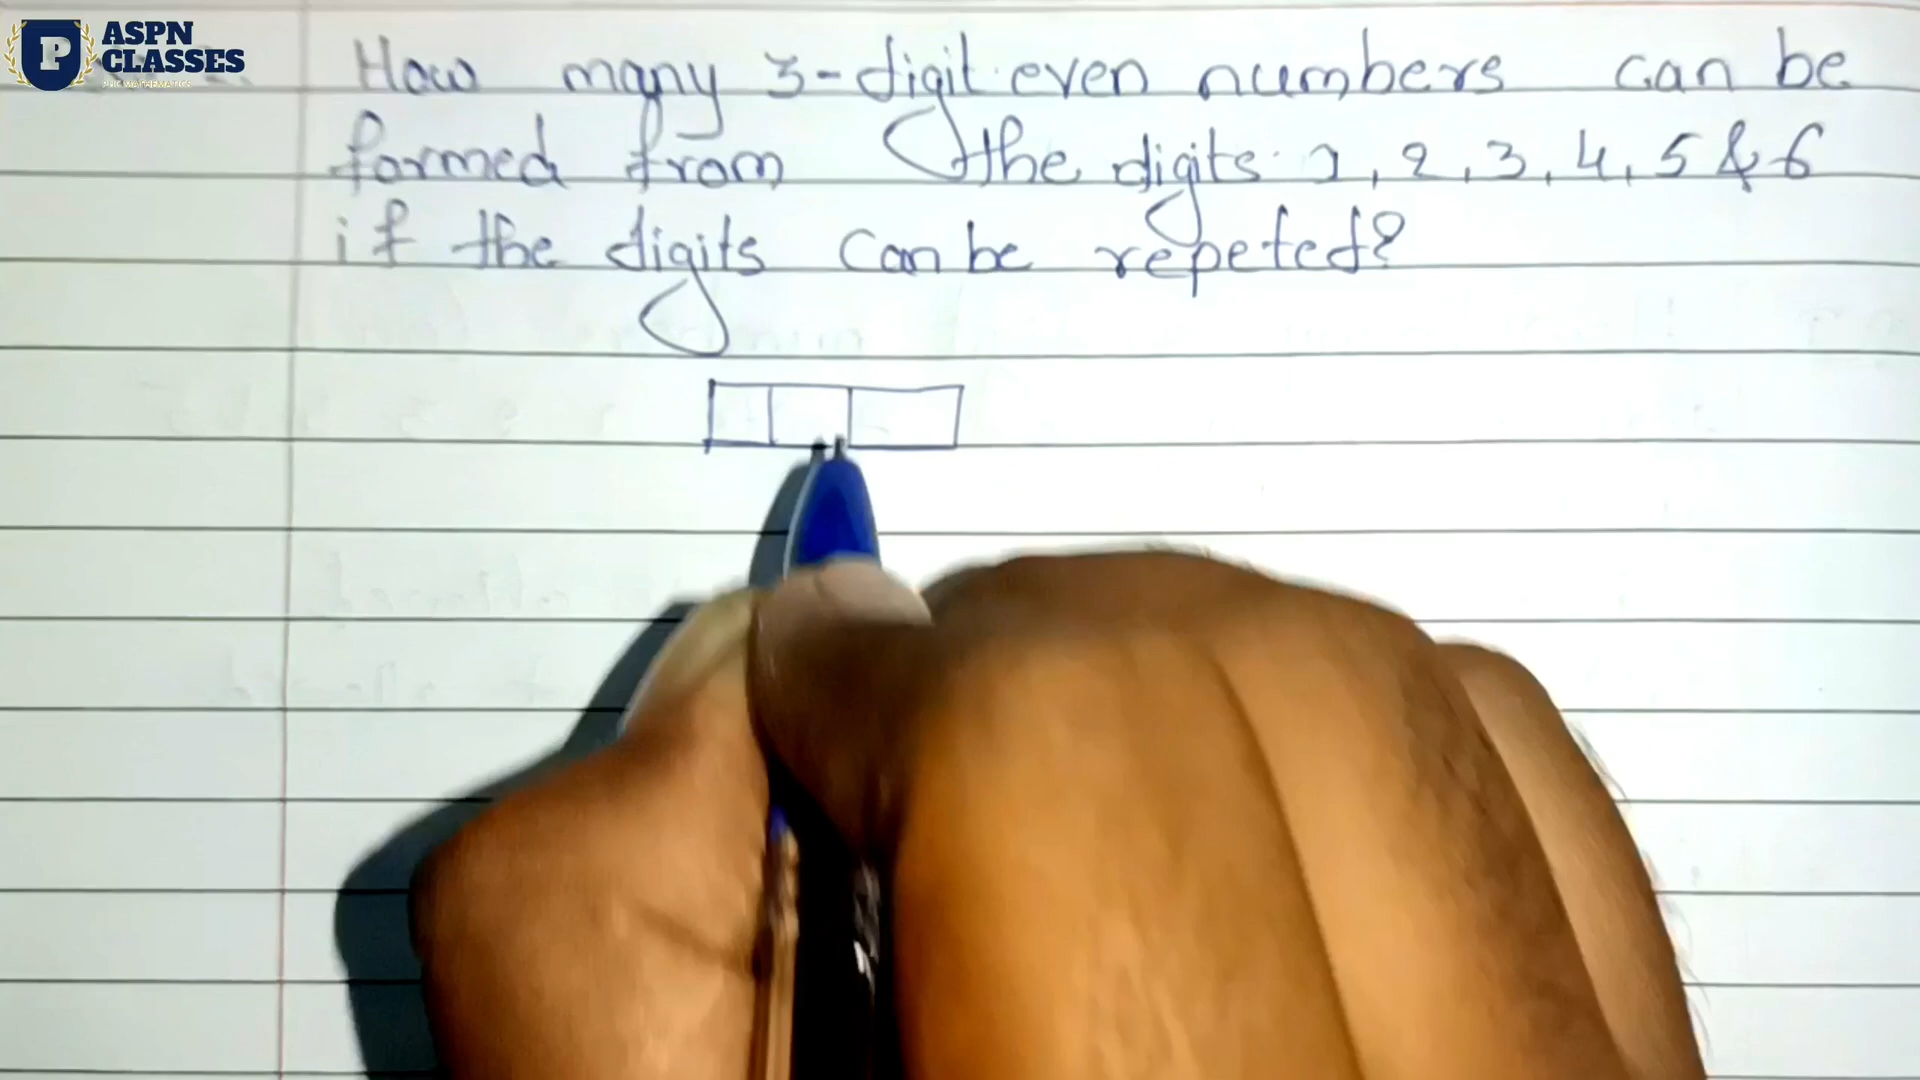 P
ASPN
CLASSES
How many 3-digit even numbers can be
formed from the digits 1, 2, 3, 4, 5 & 6
if the digits can be repeted?